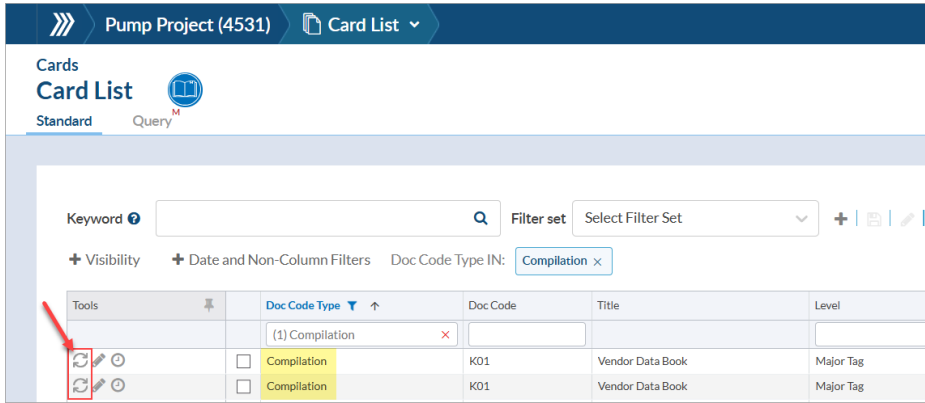 Pump Project (4531) Card List
Cards
Card List
M
Standard Query
Keyword ? Filter set Select Filter Set +
+ Visibility + Date and Non-Column Filters Doc Code Type IN: Compilation ×
Tools Doc Code Type ↑ Doc Code Title Level
(1) Compilation ×
Compilation K01 Vendor Data Book Major Tag
Compilation K01 Vendor Data Book Major Tag